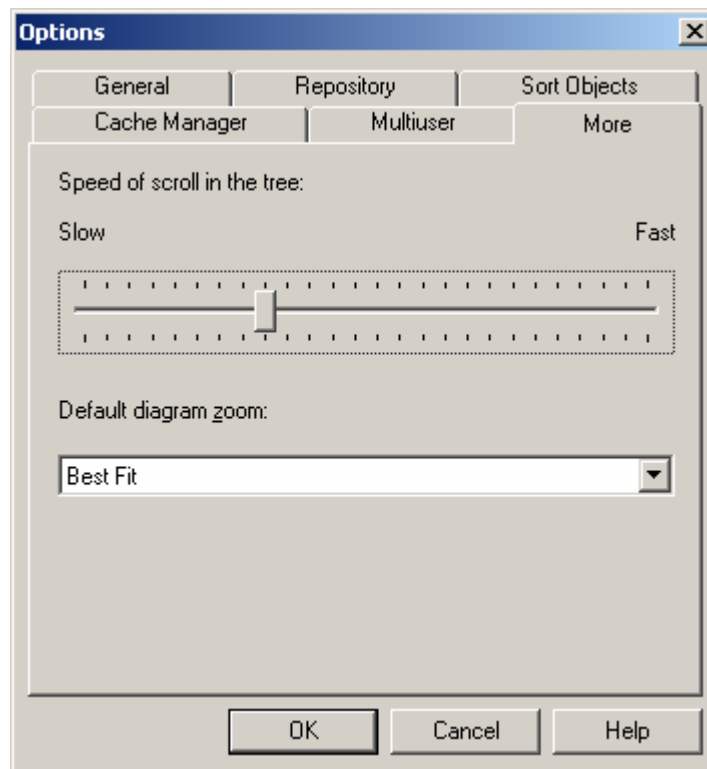 Options
General Repository Sort Objects
Cache Manager Multiuser More
Speed of scroll in the tree:
Slow Fast
Default diagram zoom:
Best Fit
OK Cancel Help